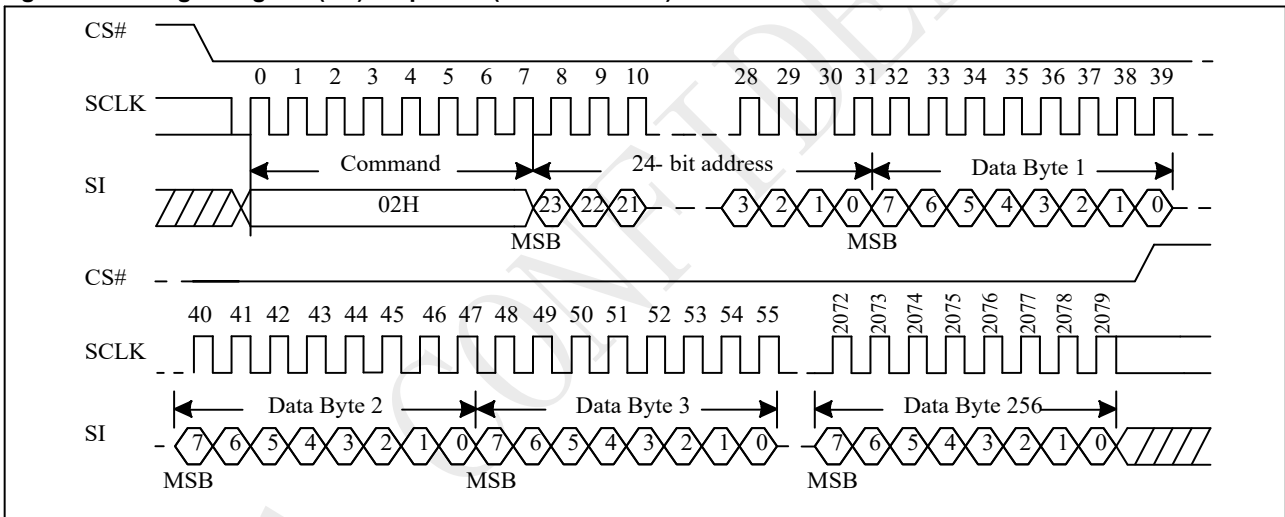 CS#
0 1 2 3 4 5 6 7 8 9 10 28 29 30 31 32 33 34 35 36 37 38 39
SCLK
Command 24- bit address Data Byte 1
SI
02H 23 22 21 3 2 1 0 7 6 5 4 3 2 1 0
MSB MSB
CS#
40 41 42 43 44 45 46 47 48 49 50 51 52 53 54 55 2072 2073 2074 2075 2076 2077 2078 2079
SCLK
Data Byte 2 Data Byte 3 Data Byte 256
SI
7 6 5 4 3 2 1 0 7 6 5 4 3 2 1 0 7 6 5 4 3 2 1 0
MSB MSB MSB